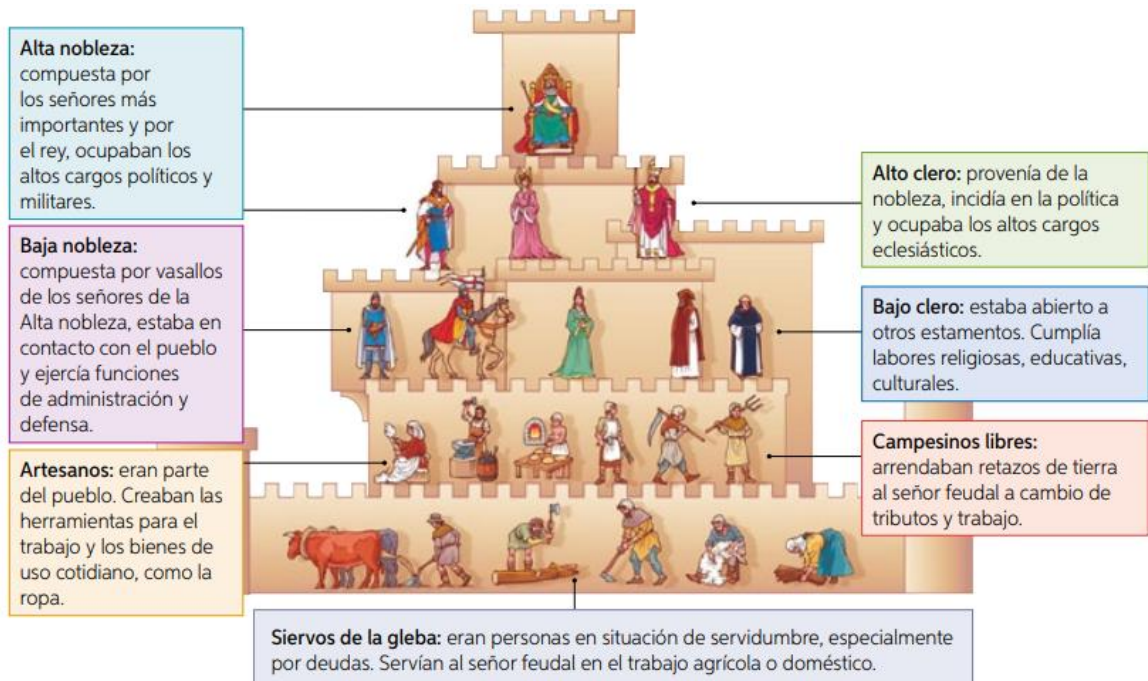 Alta nobleza:
compuesta por
los señores más
importantes y por
el rey, ocupaban los
altos cargos políticos y
militares.
Baja nobleza:
compuesta por vasallos
de los señores de la
Alta nobleza, estaba en
contacto con el pueblo
y ejercía funciones
de administración y
defensa.
Artesanos: eran parte
del pueblo. Creaban las
herramientas para el
trabajo y los bienes de
uso cotidiano, como la
ropa.
Alto clero: provenía de la
nobleza, incidía en la política
y ocupaba los altos cargos
eclesiásticos.
Bajo clero: estaba abierto a
otros estamentos. Cumplía
labores religiosas, educativas,
culturales.
Campesinos libres:
arrendaban retazos de tierra
al señor feudal a cambio de
tributos y trabajo.
Siervos de la gleba: eran personas en situación de servidumbre, especialmente
por deudas. Servían al señor feudal en el trabajo agrícola o doméstico.